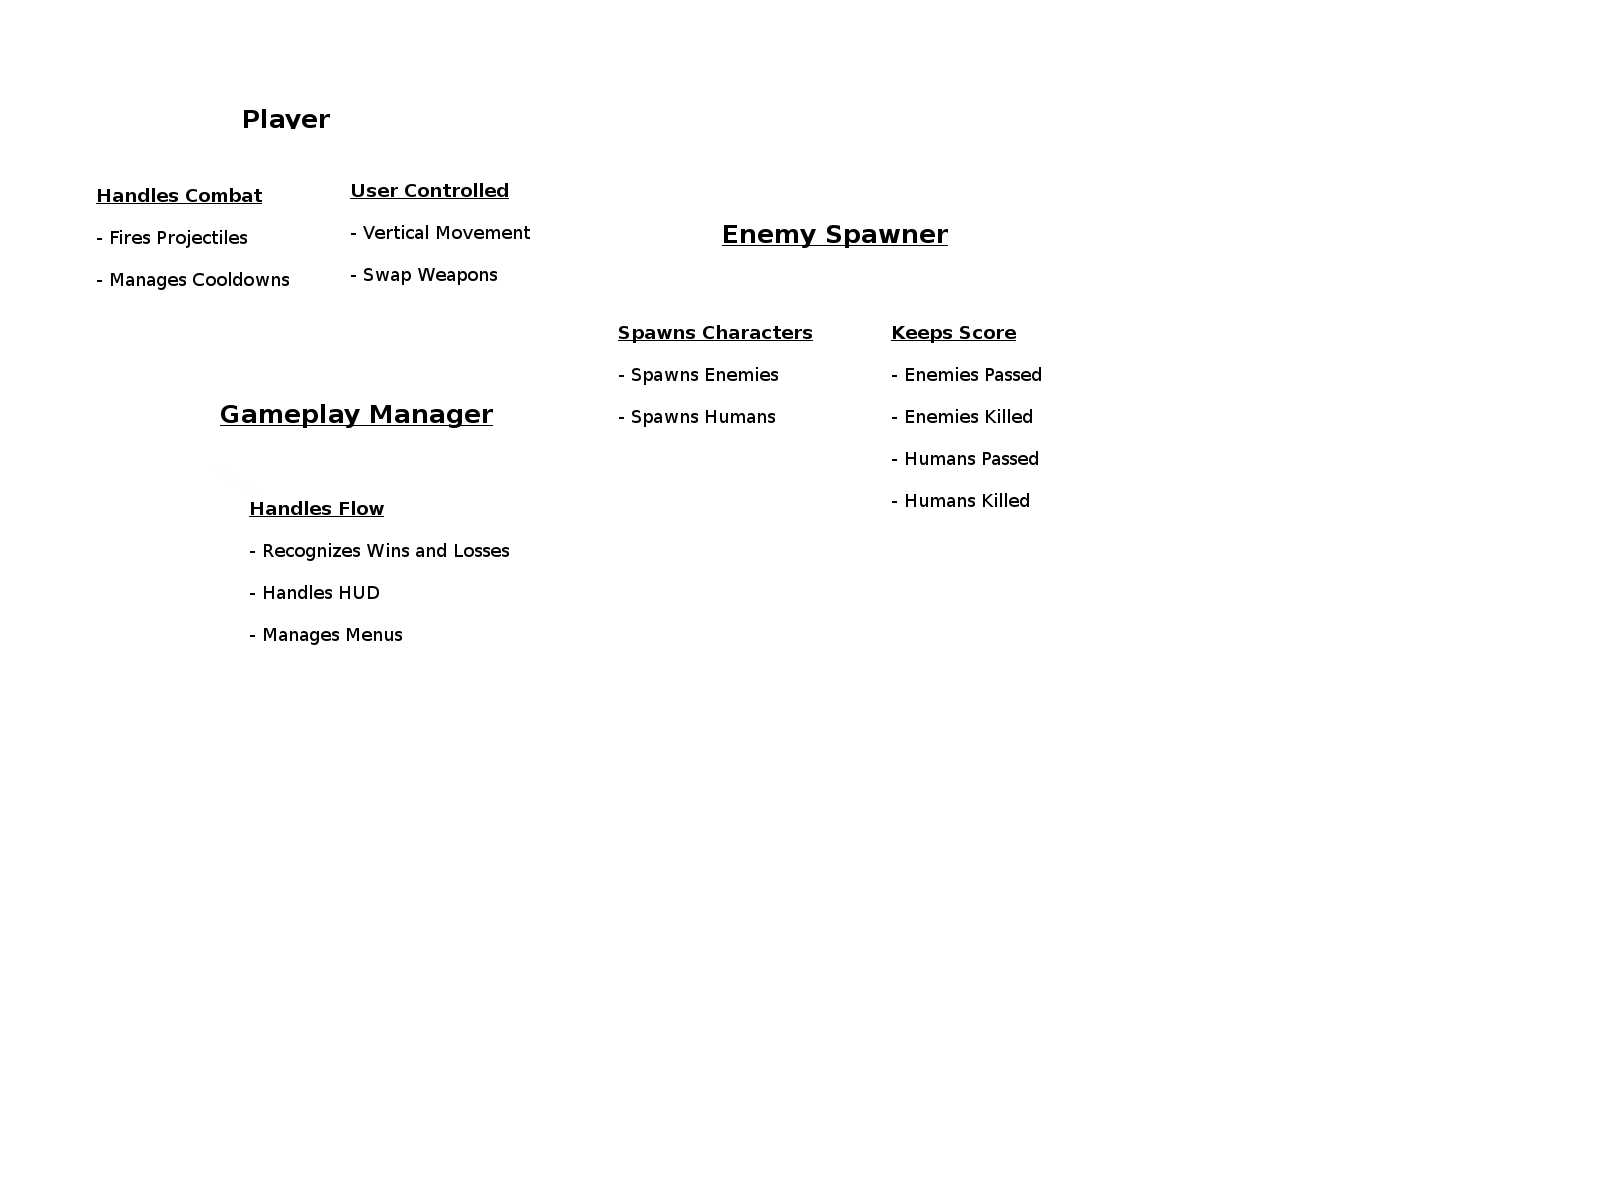 Player
Handles Combat
- Fires Projectiles
- Manages Cooldowns
User Controlled
- Vertical Movement
- Swap Weapons
Enemy Spawner
Spawns Characters
- Spawns Enemies
- Spawns Humans
Keeps Score
- Enemies Passed
- Enemies Killed
- Humans Passed
- Humans Killed
Gameplay Manager
Handles Flow
- Recognizes Wins and Losses
- Handles HUD
- Manages Menus